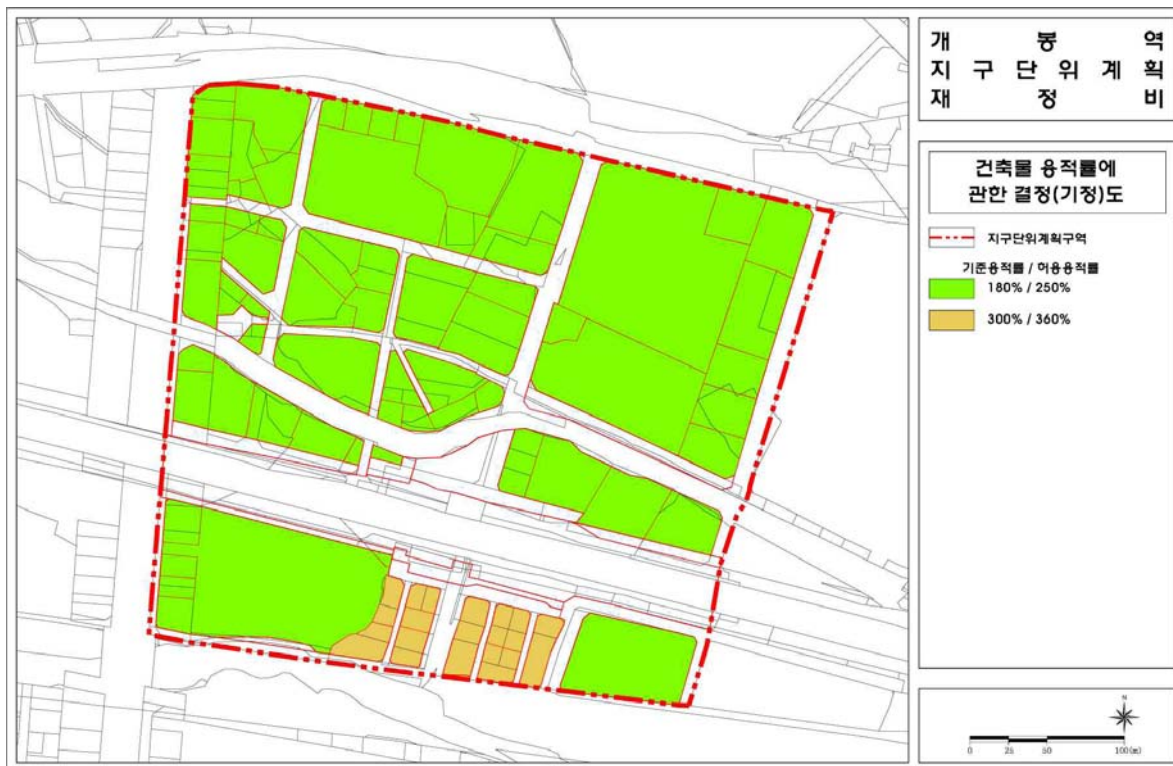 개 봉 역
지 구 단 위 계 획
재 정 비
건축물 용적률에
관한 결정(기정)도
지구단위계획구역
기준용적률 / 허용용적률
180% / 250%
300% / 360%
N
0 25 50 100(m)